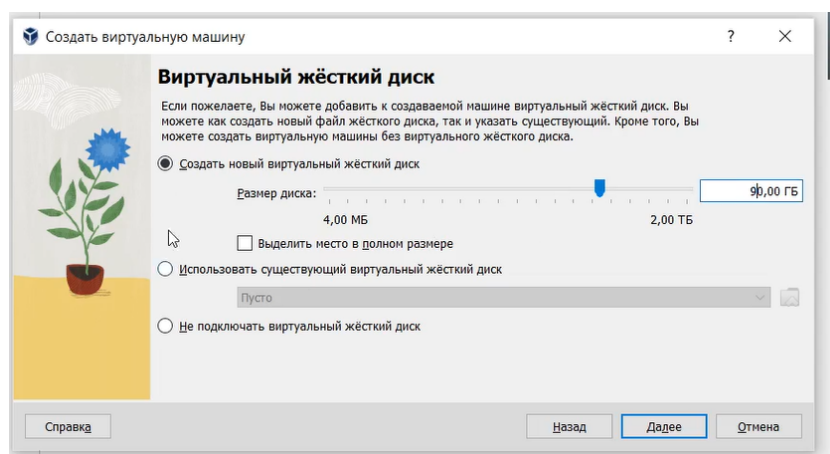 Создать виртуальную машину
?
Виртуальный жёсткий диск
Если пожелаете, Вы можете добавить к создаваемой машине виртуальный жёсткий диск. Вы
можете как создать новый файл жёсткого диска, так и указать существующий. Кроме того, Вы
можете создать виртуальную машины без виртуального жёсткого диска.
Создать новый виртуальный жёсткий диск
Размер диска: 90,00 ГБ
4,00 МБ 2,00 ТБ
Выделить место в полном размере
Использовать существующий виртуальный жёсткий диск
Пусто
Не подключать виртуальный жёсткий диск
Справка Назад Далее Отмена